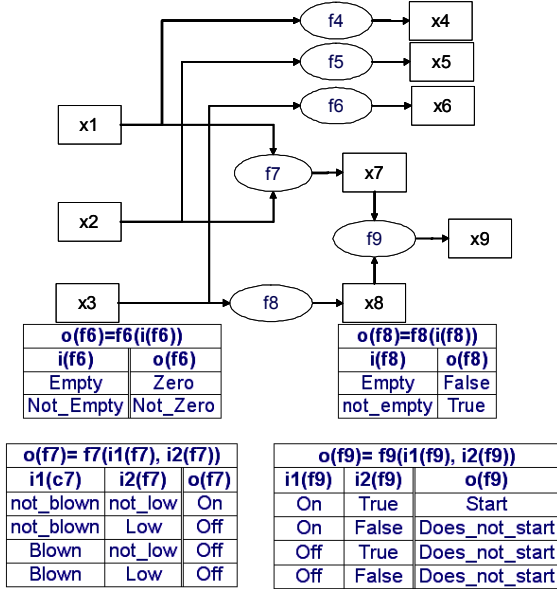 f4 x4
f5 x5
f6 x6
x1
f7 x7
x2
f9 x9
x3 f8 x8
o(f6)=f6(i(f6))
i(f6) o(f6)
Empty Zero
Not_Empty Not_Zero
o(f8)=f8(i(f8))
i(f8) o(f8)
Empty False
not_empty True
o(f7)= f7(i1(f7), i2(f7))
i1(c7) i2(f7) o(f7)
not_blown not_low On
not_blown Low Off
Blown not_low Off
Blown Low Off
o(f9)= f9(i1(f9), i2(f9))
i1(f9) i2(f9) o(f9)
On True Start
On False Does_not_start
Off True Does_not_start
Off False Does_not_start